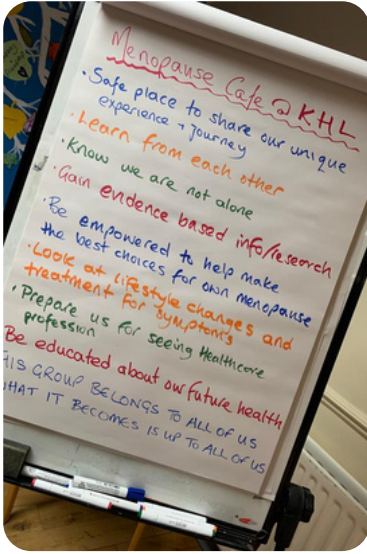 Menopause Cafe @ KHL
· Safe place to share our unique
experience + journey
· Learn from each other
· Know we are not alone
· Gain evidence based info/research
· Be empowered to help make
the best choices for own menopause
· Look at lifestyle changes and
treatment for symptoms
· Prepare us for seeing Healthcare
profession
Be educated about our future health
THIS GROUP BELONGS TO ALL OF US
WHAT IT BECOMES IS UP TO ALL OF US